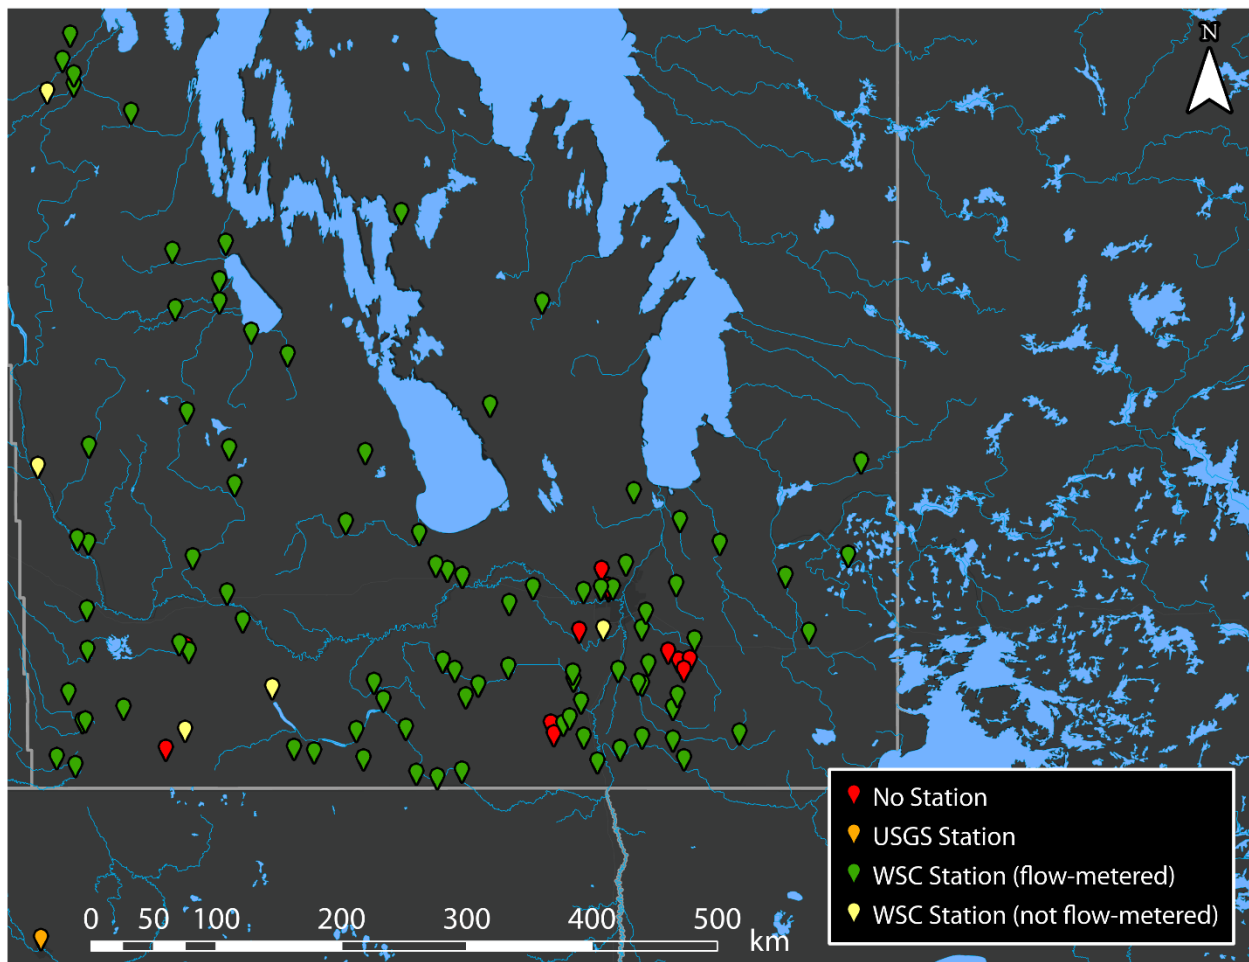 N
No Station
USGS Station
WSC Station (flow-metered)
WSC Station (not flow-metered)
0 50 100 200 300 400 500
km